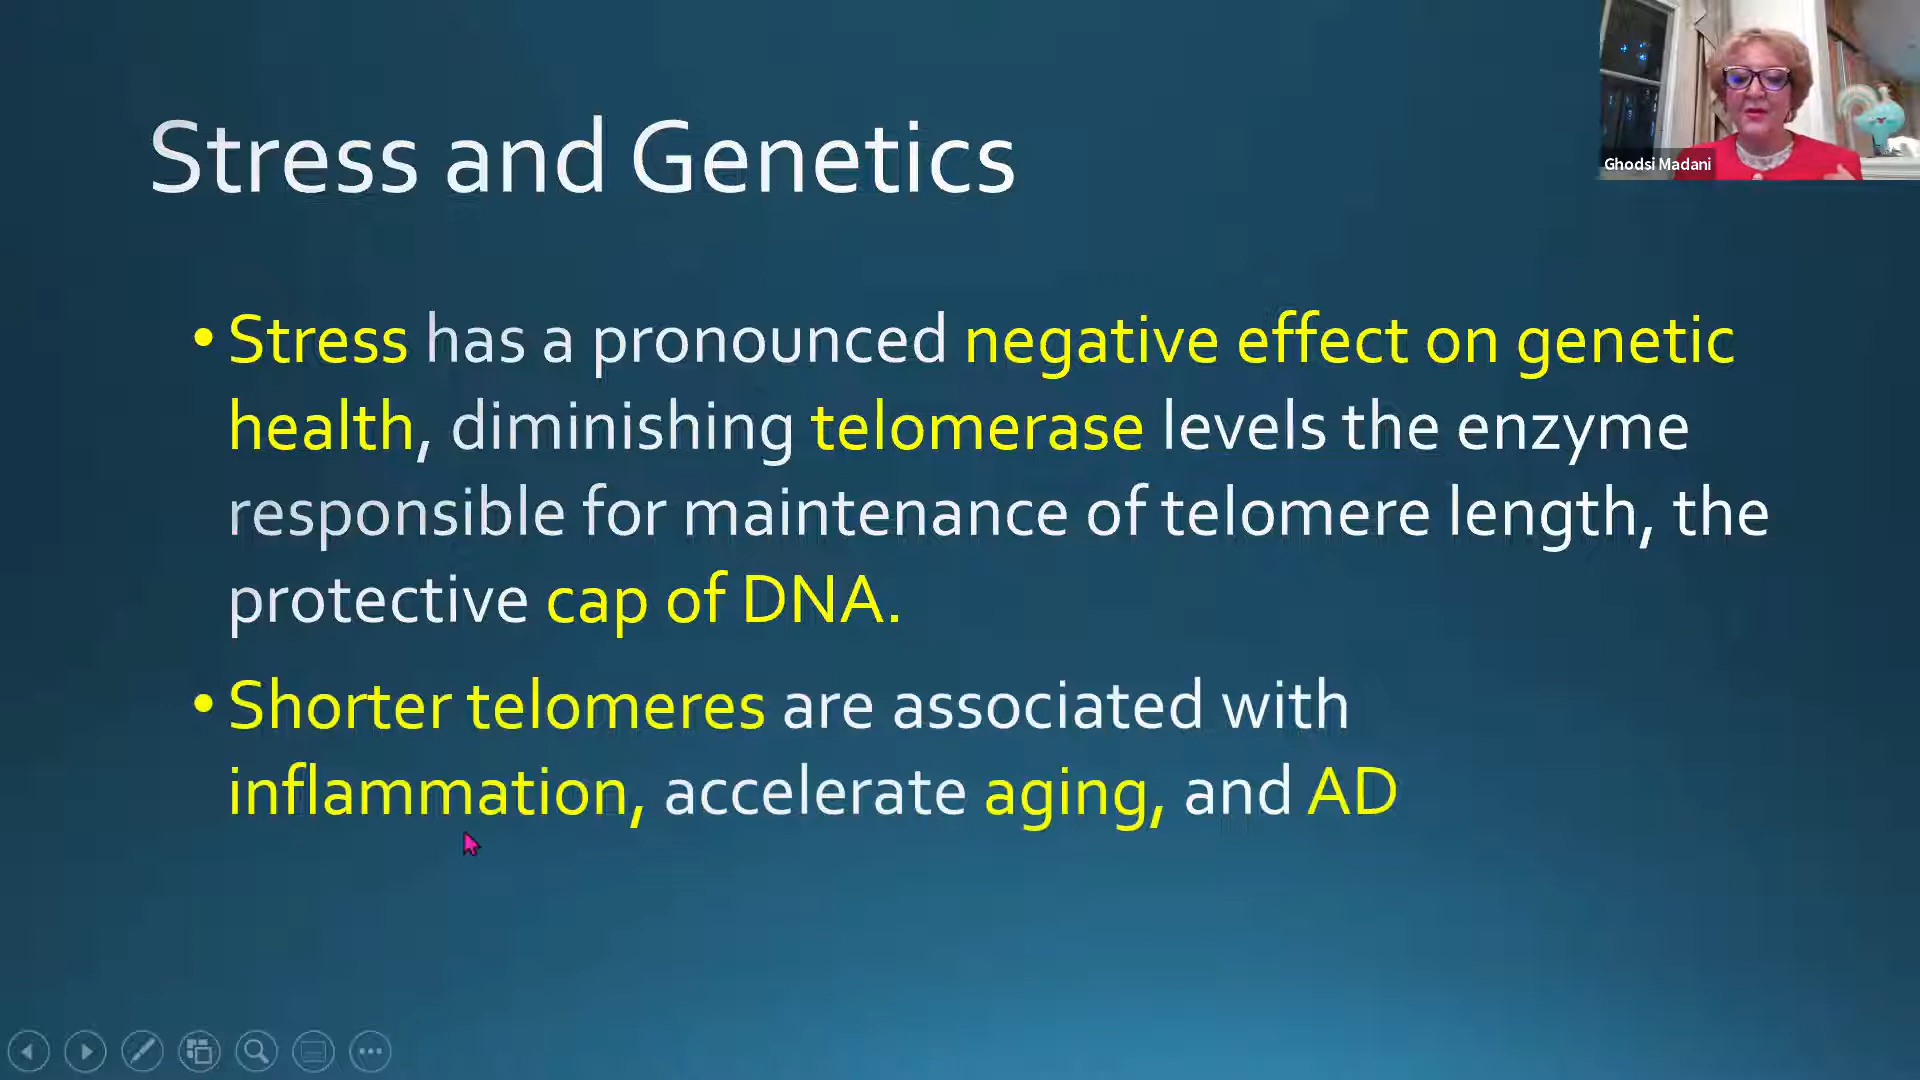 Ghodsi Madani
Stress and Genetics
• Stress has a pronounced negative effect on genetic
health, diminishing telomerase levels the enzyme
responsible for maintenance of telomere length, the
protective cap of DNA.
• Shorter telomeres are associated with
inflammation, accelerate aging, and AD